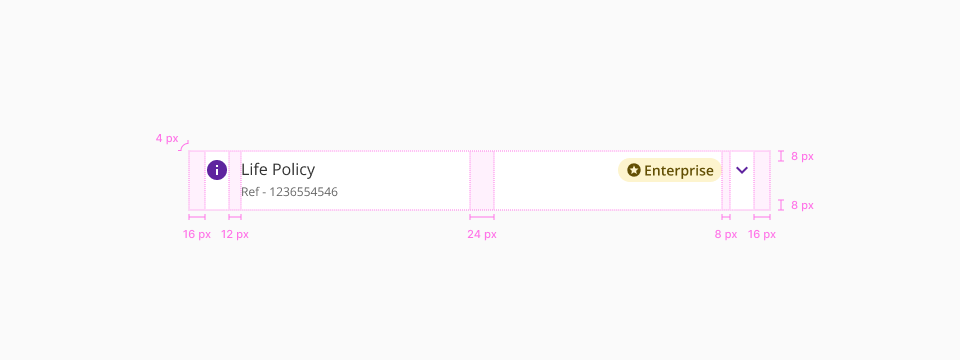 4 px
Life Policy
Enterprise
8 px
Ref - 1236554546
8 px
16 px 12 px 24 px 8 px 16 px